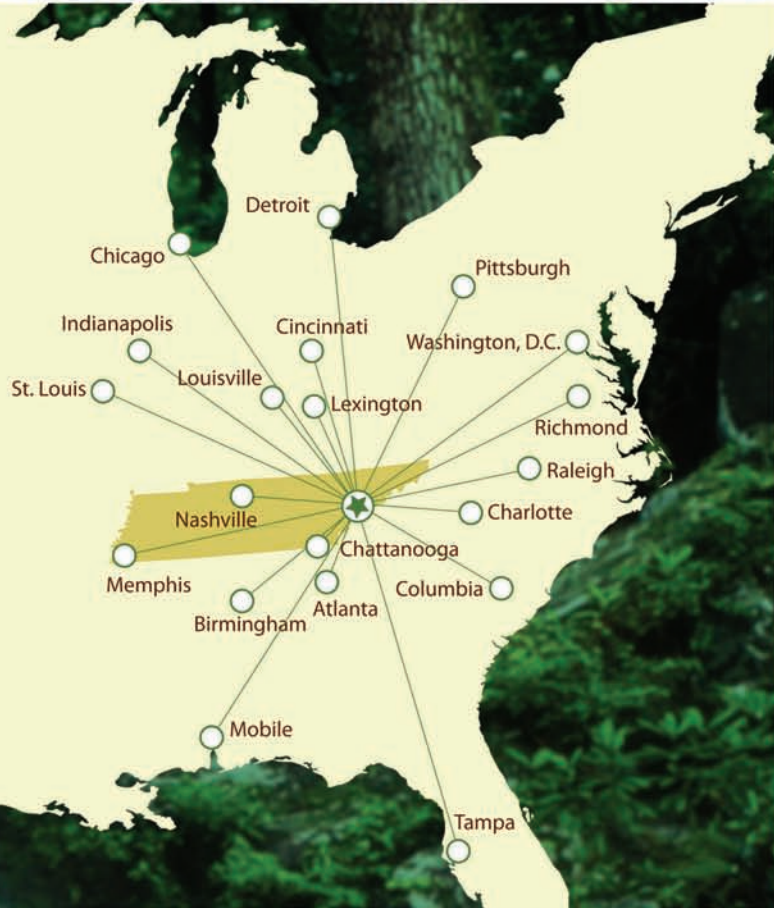 Detroit
Chicago
Pittsburgh
Indianapolis
Cincinnati
Washington, D.C.
St. Louis
Louisville
Lexington
Richmond
Raleigh
Nashville
Charlotte
Chattanooga
Memphis
Columbia
Atlanta
Birmingham
Mobile
Tampa